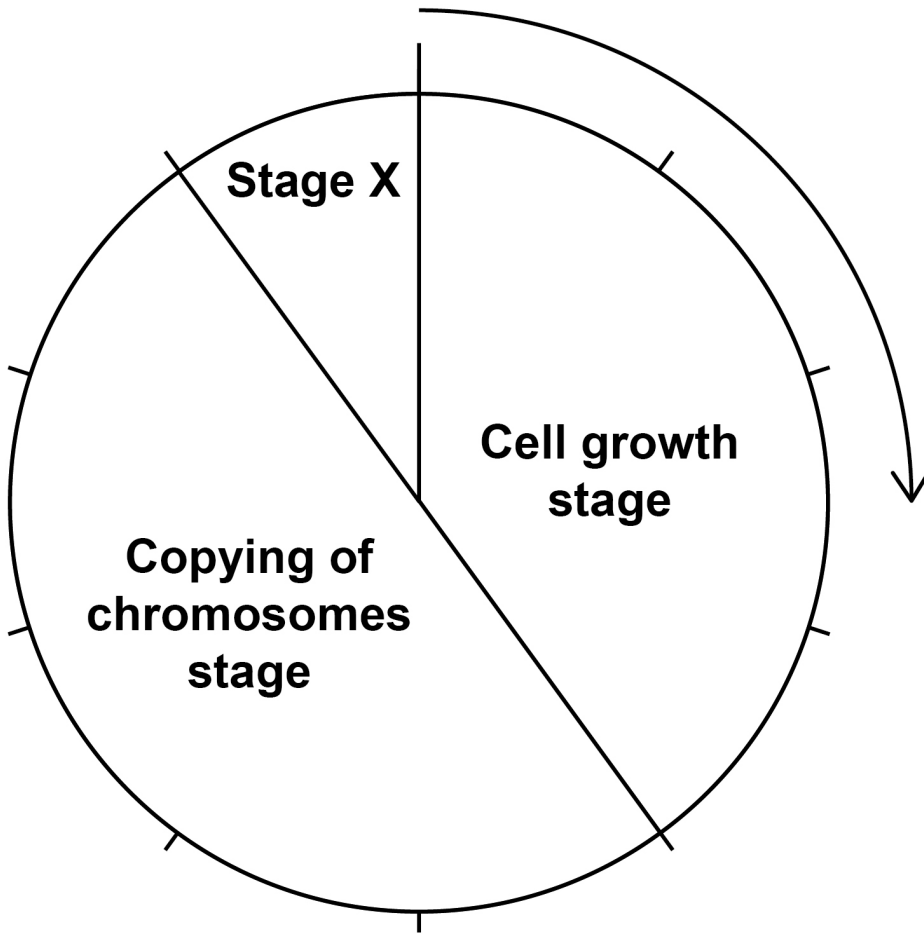 Stage X
Cell growth
stage
Copying of
chromosomes
stage